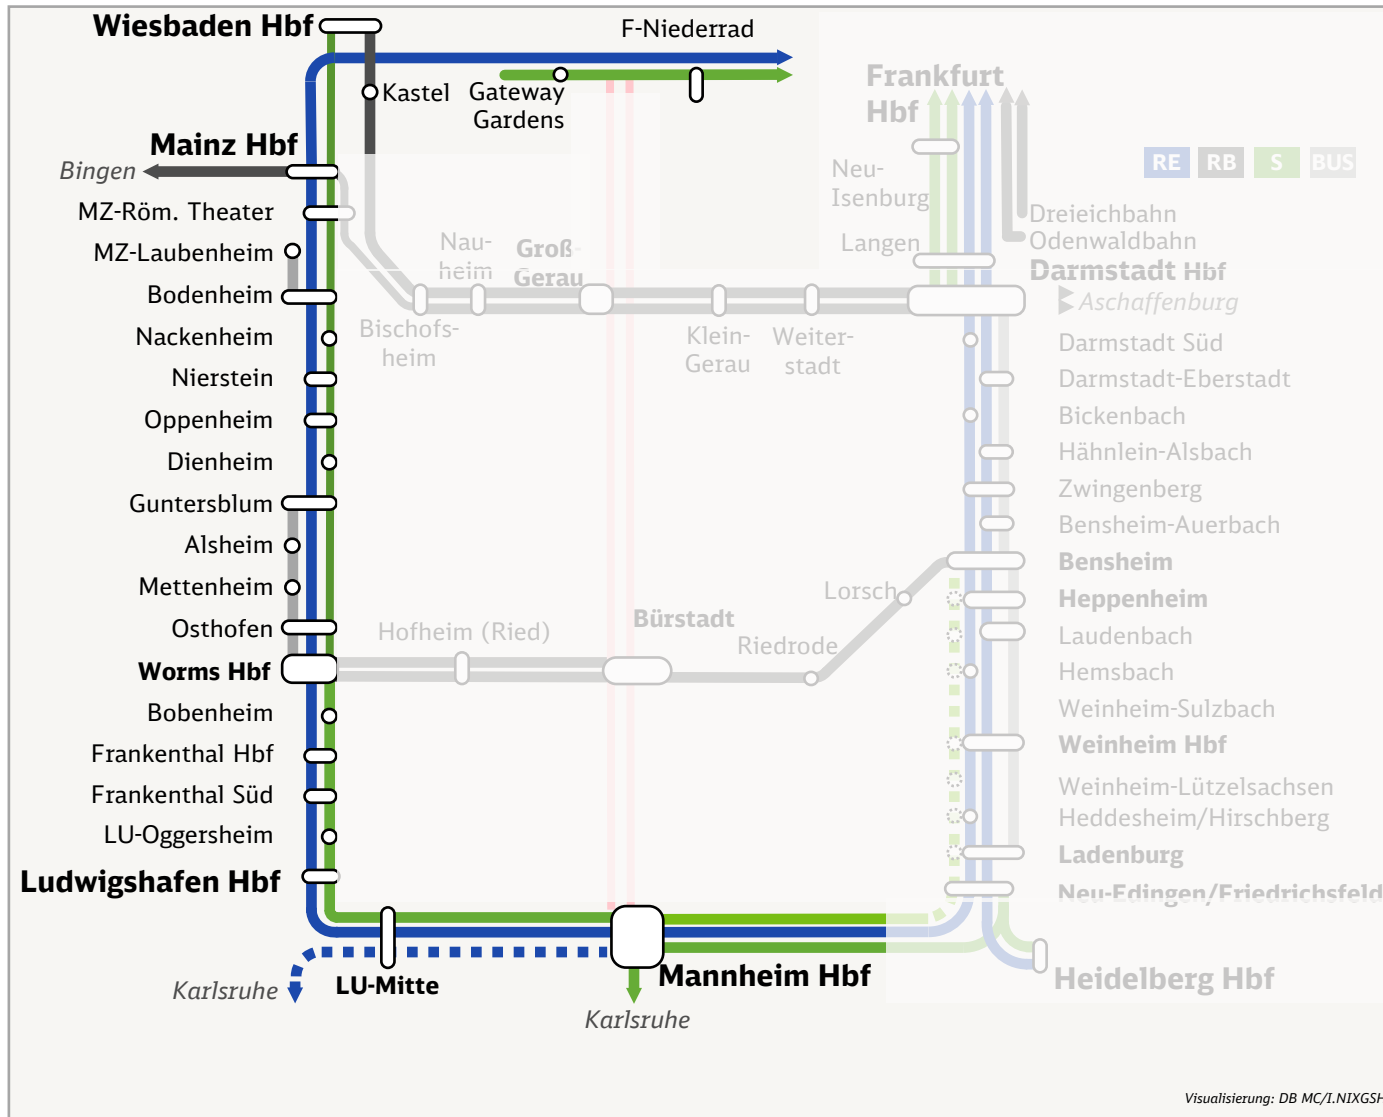 Wiesbaden Hbf
F-Niederrad
Kastel
Gateway
Gardens
Frankfurt
Hbf
Mainz Hbf
Bingen
RE RB S BUS
Neu-
Isenburg
MZ-Röm. Theater
Dreieichbahn
Odenwaldbahn
MZ-Laubenheim
Nau-
heim
Groß-
Gerau
Langen
Darmstadt Hbf
Bodenheim
Aschaffenburg
Nackenheim
Bischofs-
heim
Klein-
Gerau
Weiter-
stadt
Darmstadt Süd
Nierstein
Darmstadt-Eberstadt
Oppenheim
Bickenbach
Dienheim
Hähnlein-Alsbach
Guntersblum
Zwingenberg
Alsheim
Bensheim-Auerbach
Mettenheim
Bensheim
Lorsch
Heppenheim
Osthofen
Hofheim (Ried)
Bürstadt
Riedrode
Laudenbach
Worms Hbf
Hemsbach
Bobenheim
Weinheim-Sulzbach
Frankenthal Hbf
Weinheim Hbf
Frankenthal Süd
Weinheim-Lützelsachsen
LU-Oggersheim
Heddesheim/Hirschberg
Ludwigshafen Hbf
Ladenburg
Neu-Edingen/Friedrichsfeld
Karlsruhe
LU-Mitte
Mannheim Hbf
Heidelberg Hbf
Karlsruhe
Visualisierung: DB MC/I.NIXGSH